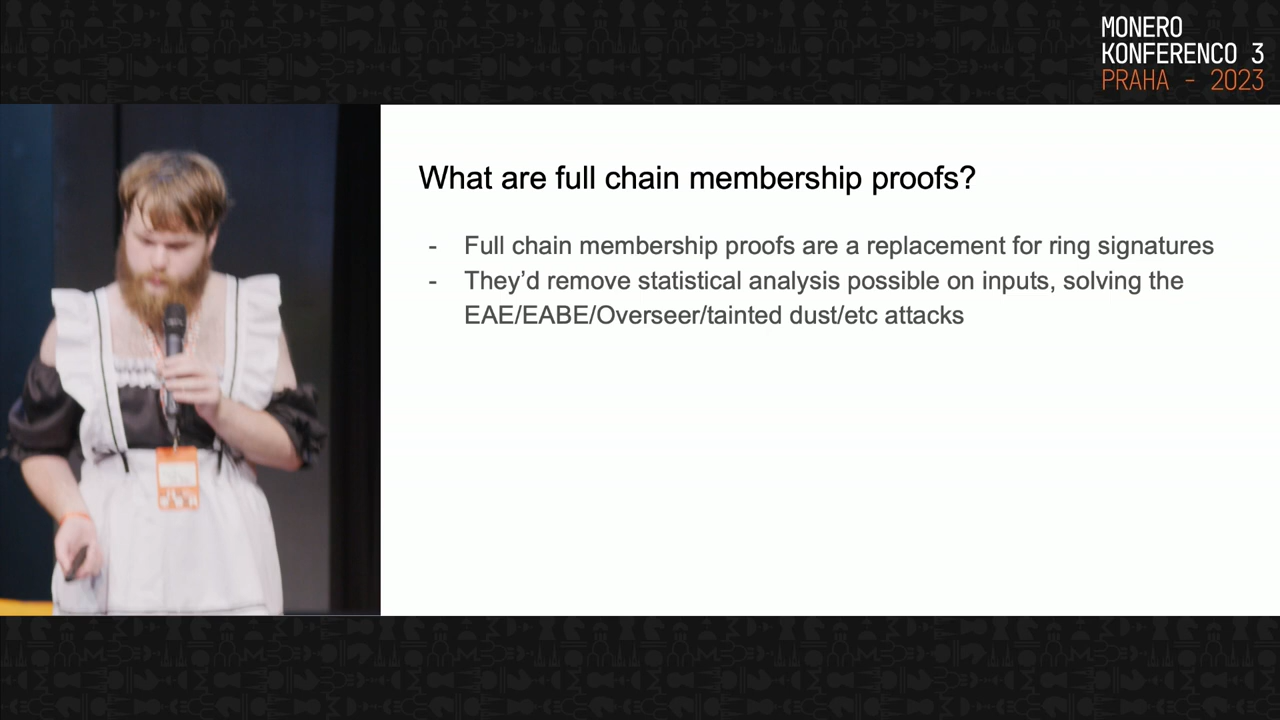 MONERO
KONFERENCO 3
PRAHA - 2023
What are full chain membership proofs?
- Full chain membership proofs are a replacement for ring signatures
- They’d remove statistical analysis possible on inputs, solving the
EAE/EABE/Overseer/tainted dust/etc attacks